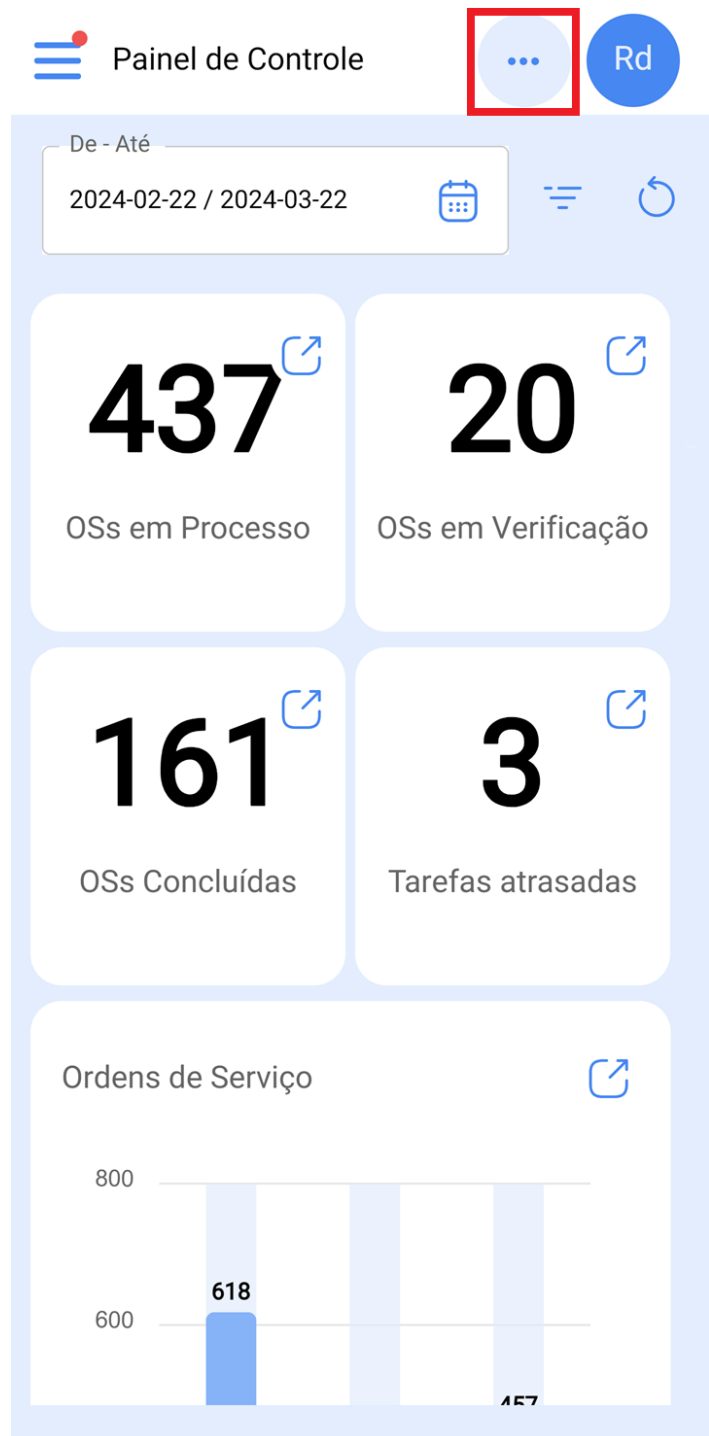 Painel de Controle
Rd
De - Até
2024-02-22 / 2024-03-22
437
OSs em Processo
20
OSs em Verificação
161
OSs Concluídas
3
Tarefas atrasadas
Ordens de Serviço
800
618
600
457